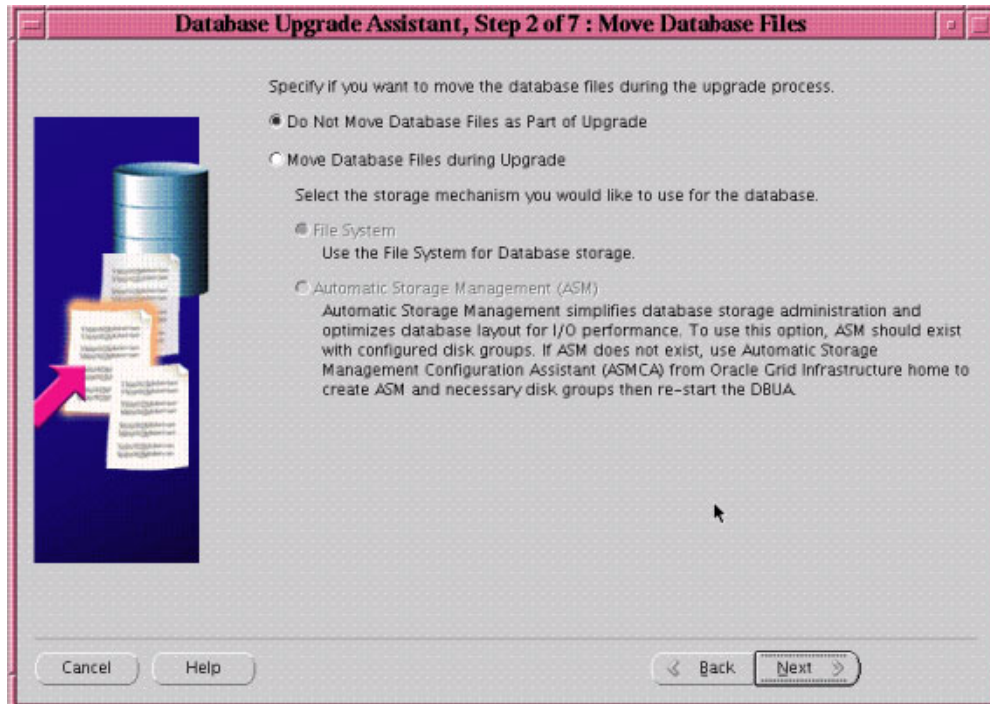 Database Upgrade Assistant, Step 2 of 7 : Move Database Files
Specify if you want to move the database files during the upgrade process.
Do Not Move Database Files as Part of Upgrade
Move Database Files during Upgrade
Select the storage mechanism you would like to use for the database.
File System
Use the File System for Database storage.
Automatic Storage Management (ASM)
Automatic Storage Management simplifies database storage administration and
optimizes database layout for I/O performance. To use this option, ASM should exist
with configured disk groups. If ASM does not exist, use Automatic Storage
Management Configuration Assistant (ASMCA) from Oracle Grid Infrastructure home to
create ASM and necessary disk groups then re-start the DBUA.
Cancel
Help
Back
Next